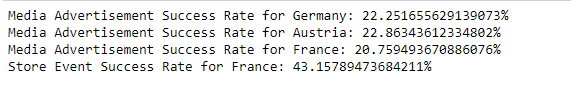 Media Advertisement Success Rate for Germany: 22.251655629139073%
Media Advertisement Success Rate for Austria: 22.86343612334802%
Media Advertisement Success Rate for France: 20.759493670886076%
Store Event Success Rate for France: 43.15789473684211%